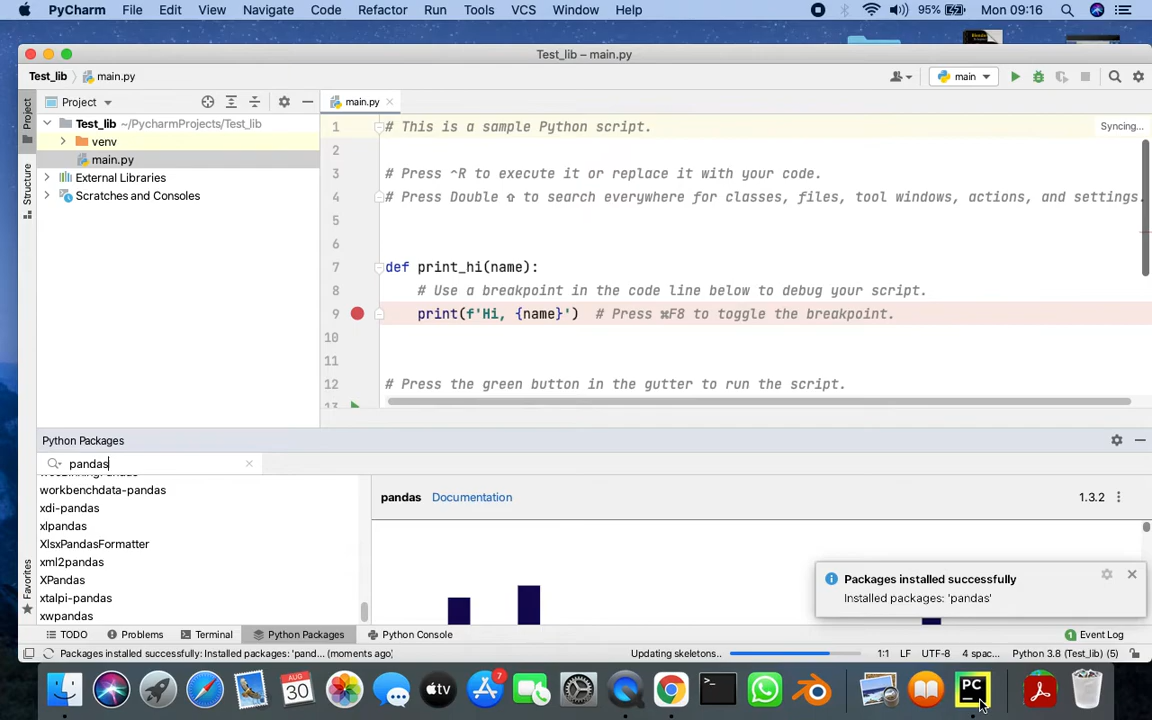 PyCharm File Edit View Navigate Code Refactor Run Tools VCS Window Help 95% Mon 09:16
Test_lib – main.py
Test_lib main.py main
Project main.py
Project
Test_lib ~/PycharmProjects/Test_lib
venv
main.py
External Libraries
Scratches and Consoles
Structure
Favorites
1 # This is a sample Python script.
Syncing...
2
3 # Press ^R to execute it or replace it with your code.
4 # Press Double ⇧ to search everywhere for classes, files, tool windows, actions, and settings.
5
6
7 def print_hi(name):
8 # Use a breakpoint in the code line below to debug your script.
9 print(f'Hi, {name}') # Press ⌘F8 to toggle the breakpoint.
10
11
12 # Press the green button in the gutter to run the script.
13
Python Packages
pandas
workbenchdata-pandas
xdi-pandas
xlpandas
XlsxPandasFormatter
xml2pandas
XPandas
xtalpi-pandas
xwpandas
pandas Documentation 1.3.2
Packages installed successfully
Installed packages: 'pandas'
TODO Problems Terminal Python Packages Python Console 1 Event Log
Packages installed successfully: Installed packages: 'pand... (moments ago) Updating skeletons.. 1:1 LF UTF-8 4 spac... Python 3.8 (Test_lib) (5)
AUG
30
tv
7
PC